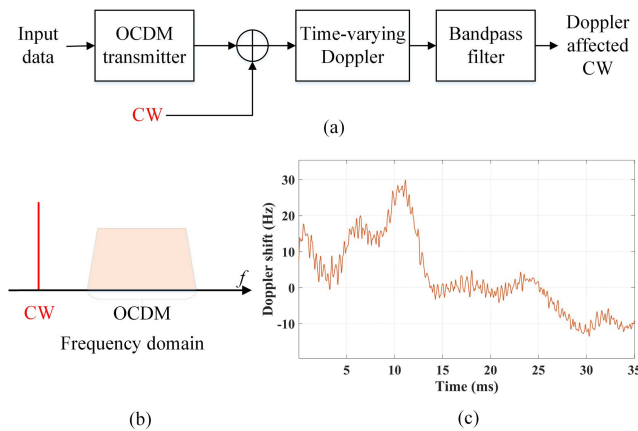 Input
data
OCDM
transmitter
Time-varying
Doppler
Bandpass
filter
Doppler
affected
CW
CW
(a)
f
CW
OCDM
Frequency domain
(b)
Doppler shift (Hz)
30
20
10
0
-10
5
10
15
20
25
30
35
Time (ms)
(c)